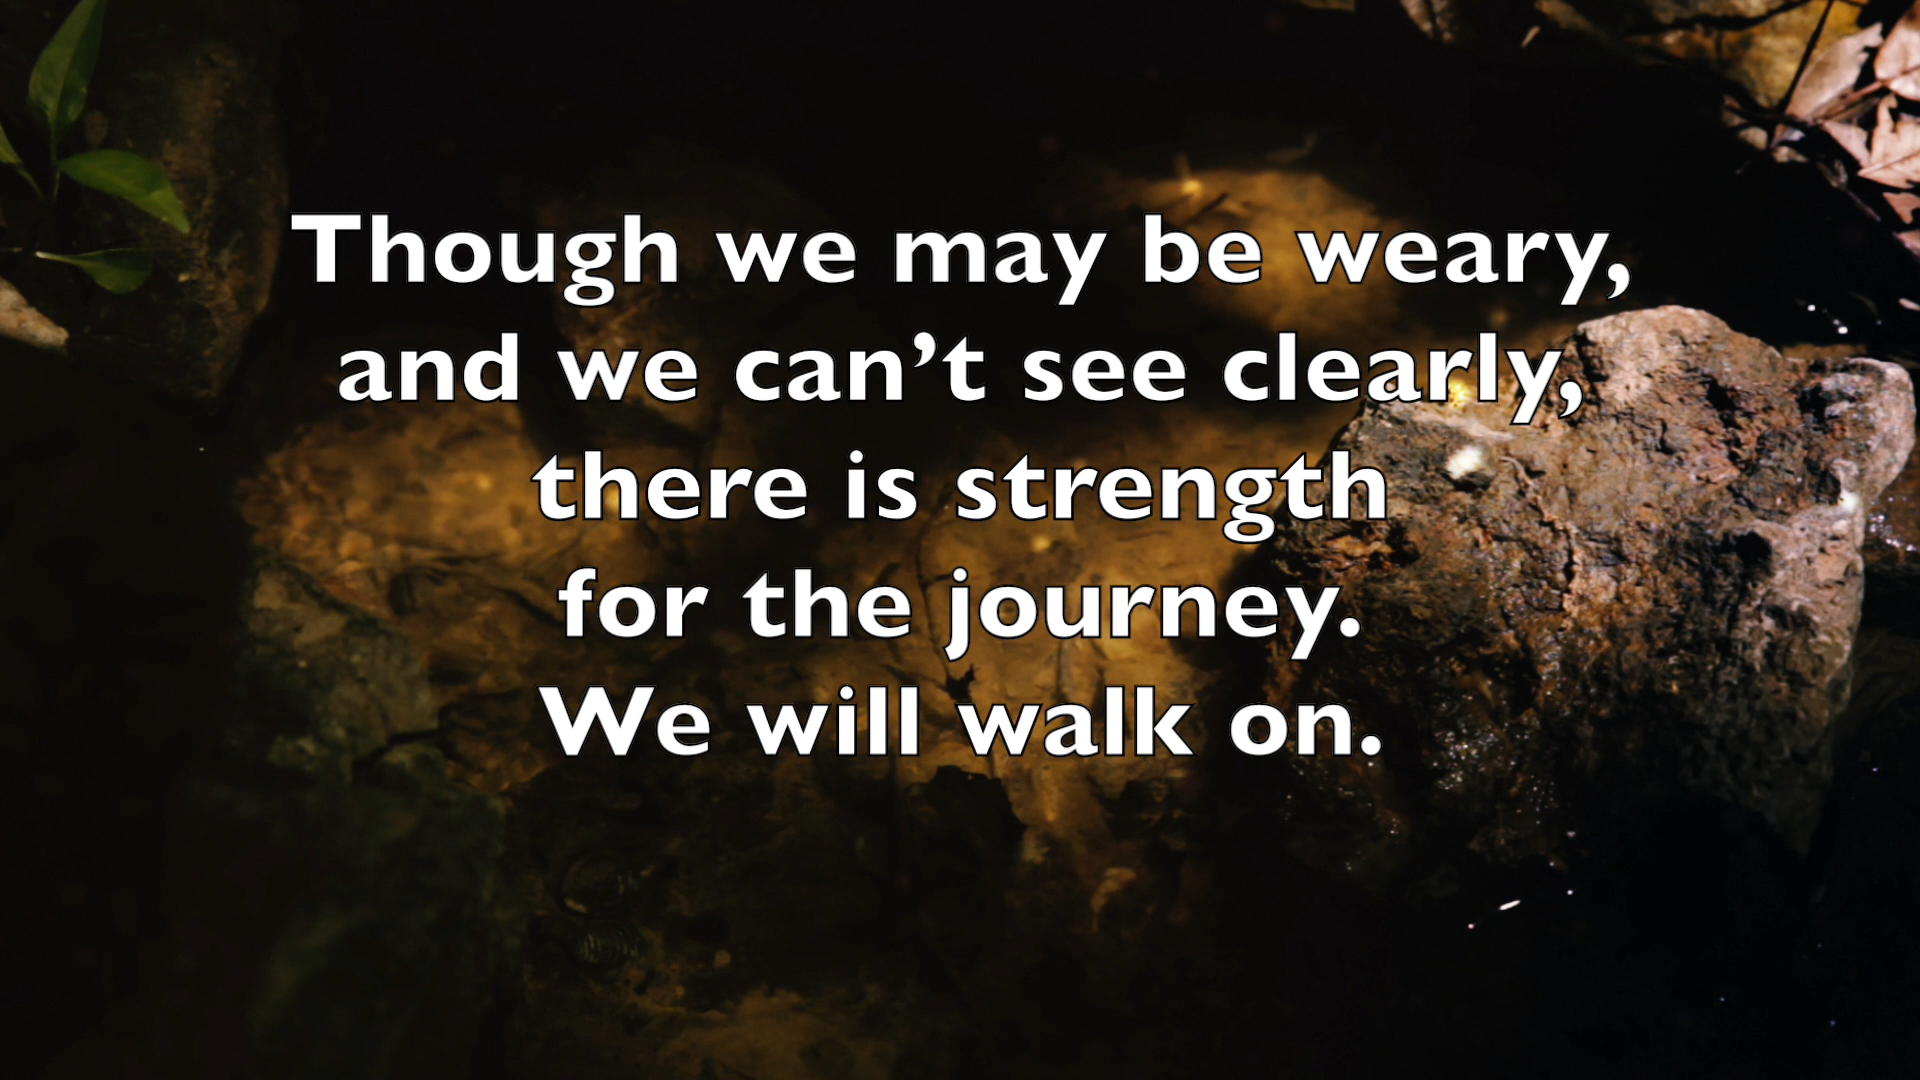 Though we may be weary,
and we can’t see clearly,
there is strength
for the journey.
We will walk on.